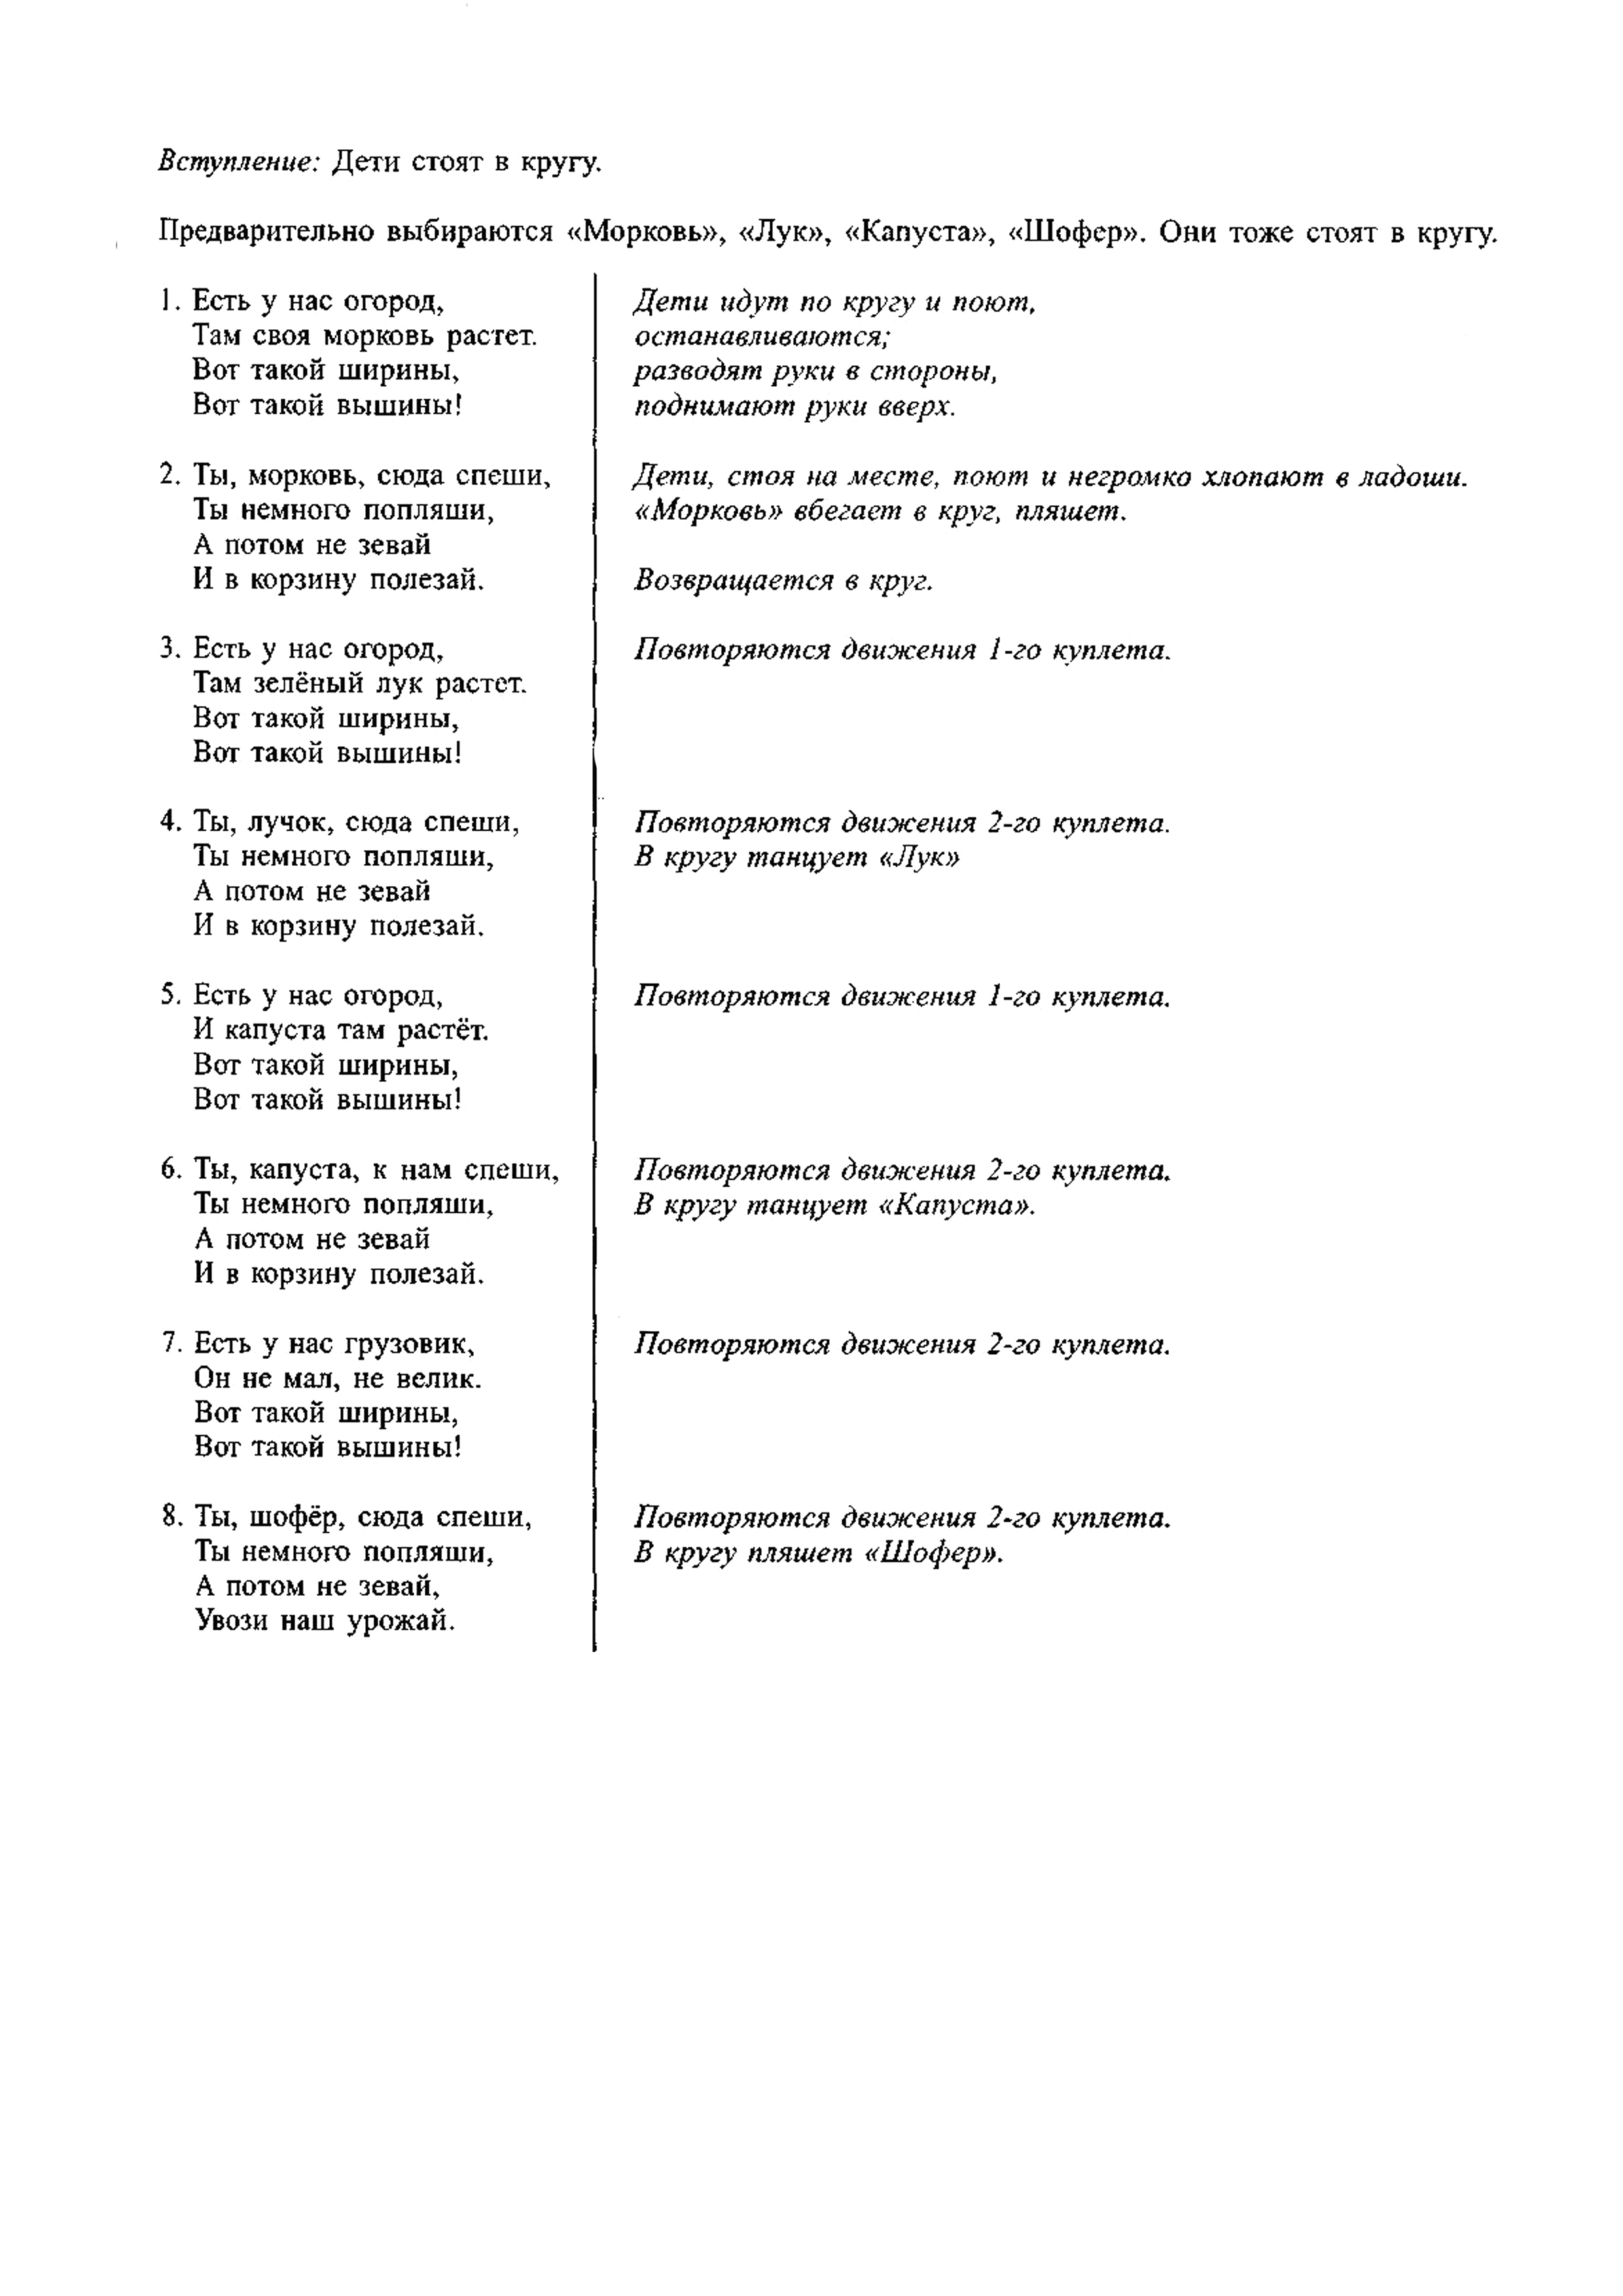 Вступление: Дети стоят в кругу.
Предварительно выбираются «Морковь», «Лук», «Капуста», «Шофер». Они тоже стоят в кругу.
1. Есть у нас огород,
Там своя морковь растет.
Вот такой ширины,
Вот такой вышины!
Дети идут по кругу и поют,
останавливаются;
разводят руки в стороны,
поднимают руки вверх.
2. Ты, морковь, сюда спеши,
Ты немного попляши,
А потом не зевай
И в корзину полезай.
Дети, стоя на месте, поют и негромко хлопают в ладоши.
«Морковь» вбегает в круг, пляшет.
Возвращается в круг.
3. Есть у нас огород,
Там зелёный лук растет.
Вот такой ширины,
Вот такой вышины!
Повторяются движения 1-го куплета.
4. Ты, лучок, сюда спеши,
Ты немного попляши,
А потом не зевай
И в корзину полезай.
Повторяются движения 2-го куплета.
В кругу танцует «Лук»
5. Есть у нас огород,
И капуста там растёт.
Вот такой ширины,
Вот такой вышины!
Повторяются движения 1-го куплета.
6. Ты, капуста, к нам спеши,
Ты немного попляши,
А потом не зевай
И в корзину полезай.
Повторяются движения 2-го куплета.
В кругу танцует «Капуста».
7. Есть у нас грузовик,
Он не мал, не велик.
Вот такой ширины,
Вот такой вышины!
Повторяются движения 2-го куплета.
8. Ты, шофёр, сюда спеши,
Ты немного попляши,
А потом не зевай,
Увози наш урожай.
Повторяются движения 2-го куплета.
В кругу пляшет «Шофер».